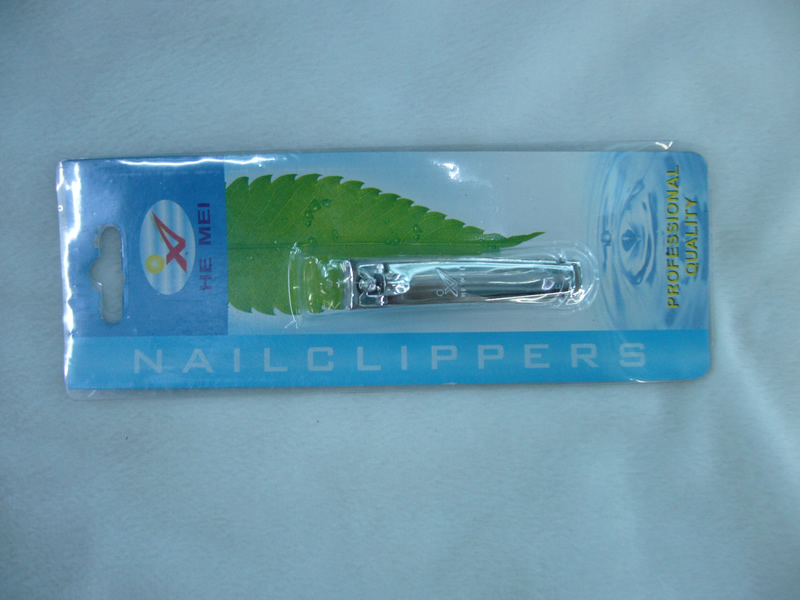 HE MEI
PROFESSIONAL
QUALITY
NAILCLIPPERS